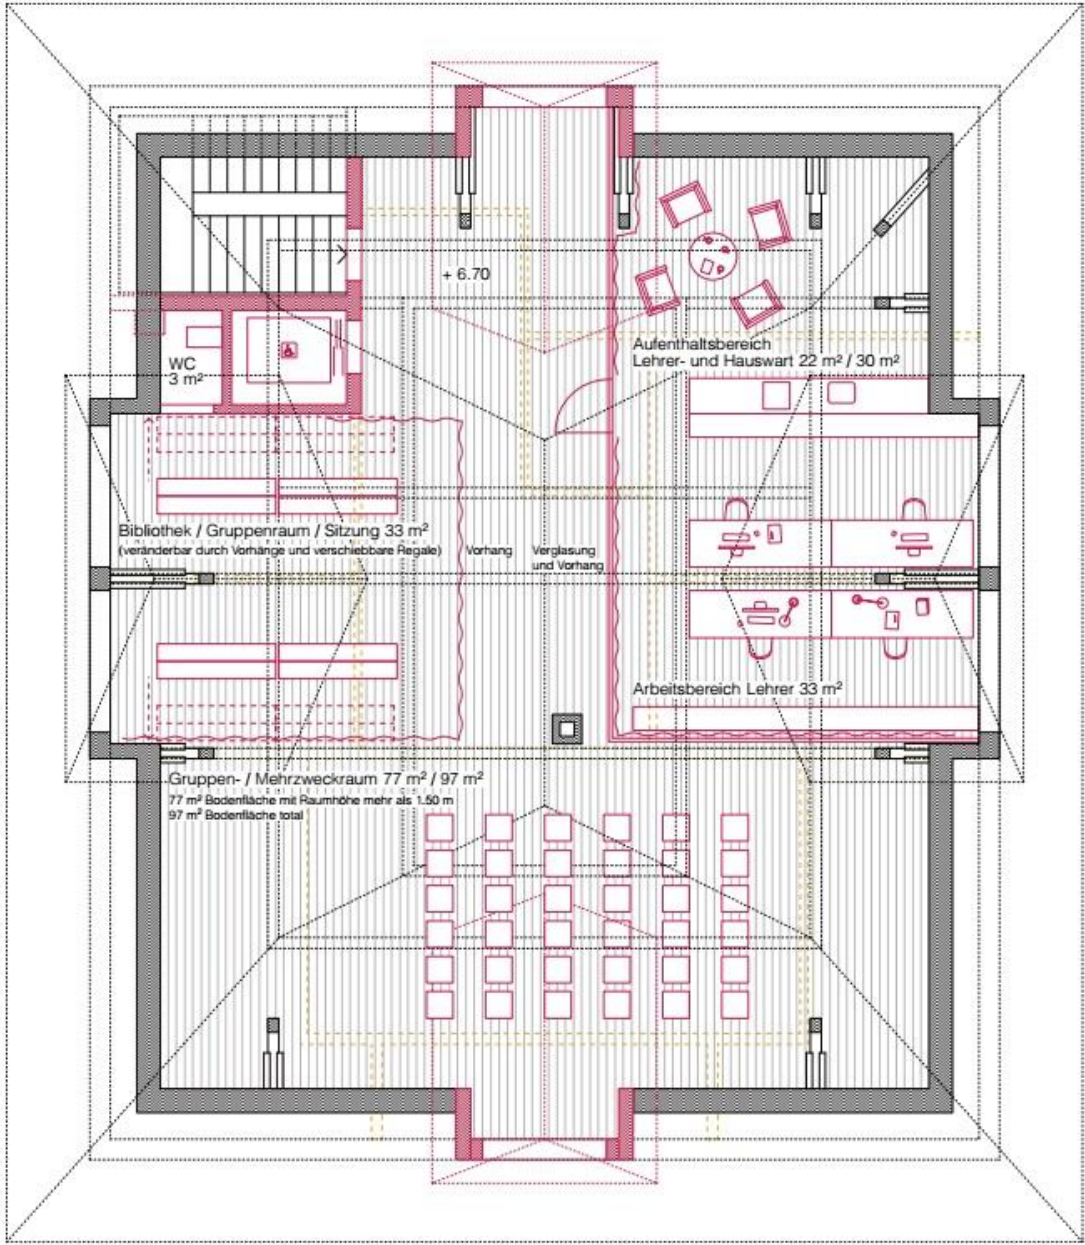 + 6.70
Aufenthaltsbereich
Lehrer- und Hauswart 22 m² / 30 m²
WC
3 m²
Bibliothek / Gruppenraum / Sitzung 33 m²
(veränderbar durch Vorhänge und verschiebbare Regale)
Vorhang
Verglasung
und Vorhang
Arbeitsbereich Lehrer 33 m²
Gruppen- / Mehrzweckraum 77 m² / 97 m²
77 m² Bodenfläche mit Raumhöhe mehr als 1.50 m
97 m² Bodenfläche total